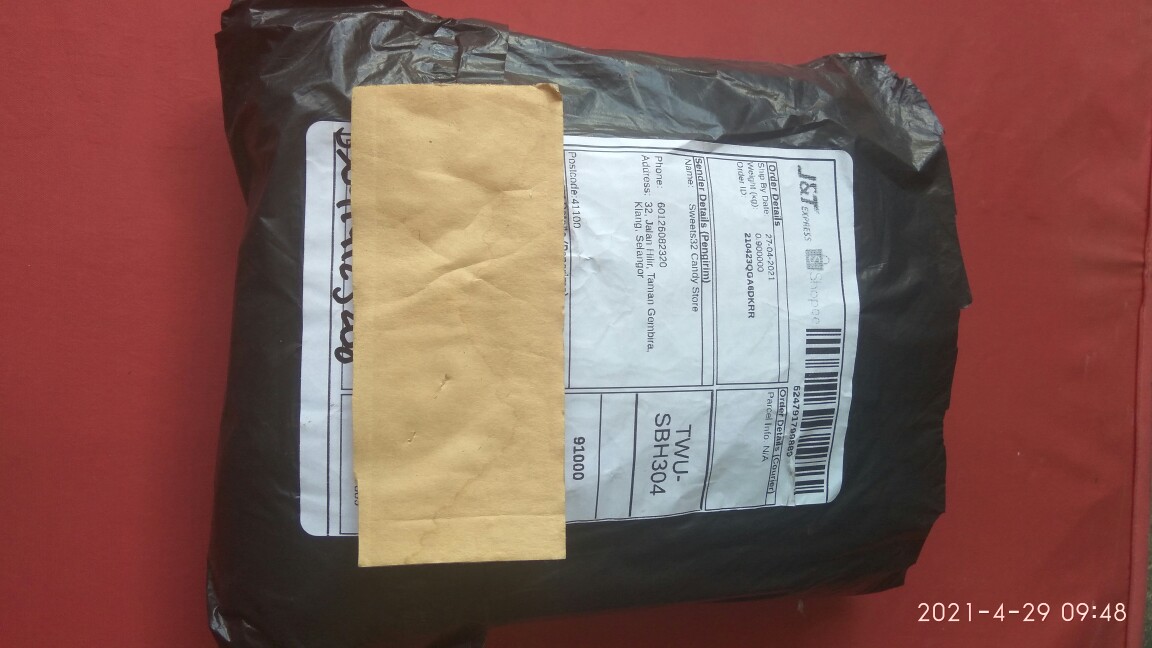 J&T EXPRESS
Shopee
624791790880
Order Details
Ship By Date: 27-04-2021
Weight (kg): 0.900000
Order ID: 210423QGA6DKRR
Order Details (Courier)
Parcel Info N/A
Sender Details (Pengirim)
Name: Sweets32 Candy Store
Phone: 60126082320
Address: 32, Jalan Hilir, Taman Gembira,
Klang, Selangor
Postcode:41100
TWU-
SBH304
91000
2021-4-29 09:48